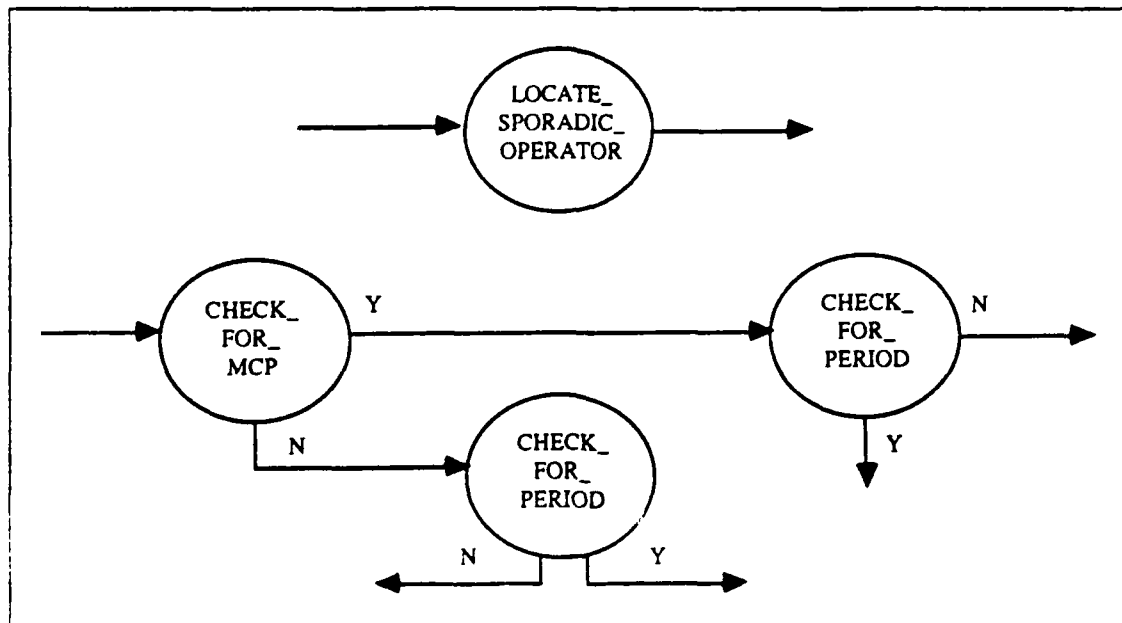 LOCATE_
SPORADIC_
OPERATOR
CHECK_
FOR_
MCP
Y
CHECK_
FOR_
PERIOD
N
Y
N
CHECK_
FOR_
PERIOD
N
Y